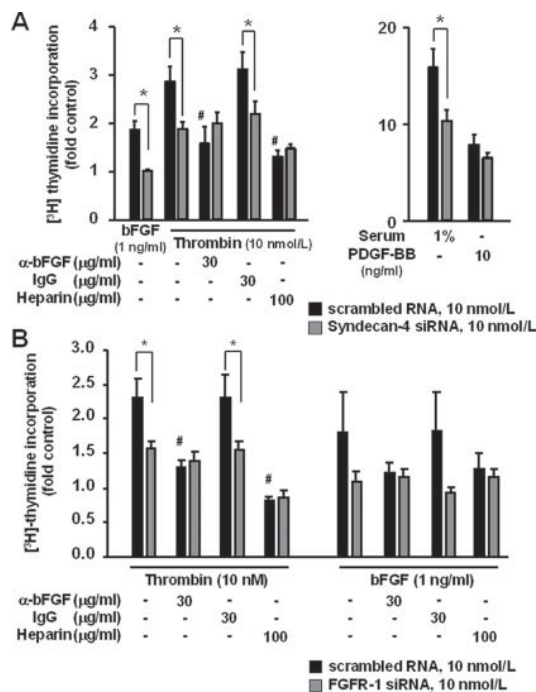 A
[³H] thymidine incorporation
(fold control)
4
3
2
1
0
* * # * #
bFGF
(1 ng/ml)
Thrombin (10 nmol/L)
α-bFGF (μg/ml) - - 30 - -
IgG (μg/ml) - - - 30 -
Heparin (μg/ml) - - - - 100
20
10
0
*
Serum 1% -
PDGF-BB - 10
(ng/ml)
scrambled RNA, 10 nmol/L
Syndecan-4 siRNA, 10 nmol/L
B
[³H]-thymidine incorporation
(fold control)
3.0
2.5
2.0
1.5
1.0
0.5
0.0
* # * #
Thrombin (10 nM) bFGF (1 ng/ml)
α-bFGF (μg/ml) - 30 - - - 30 - -
IgG (μg/ml) - - 30 - - - 30 -
Heparin (μg/ml) - - - 100 - - - 100
scrambled RNA, 10 nmol/L
FGFR-1 siRNA, 10 nmol/L